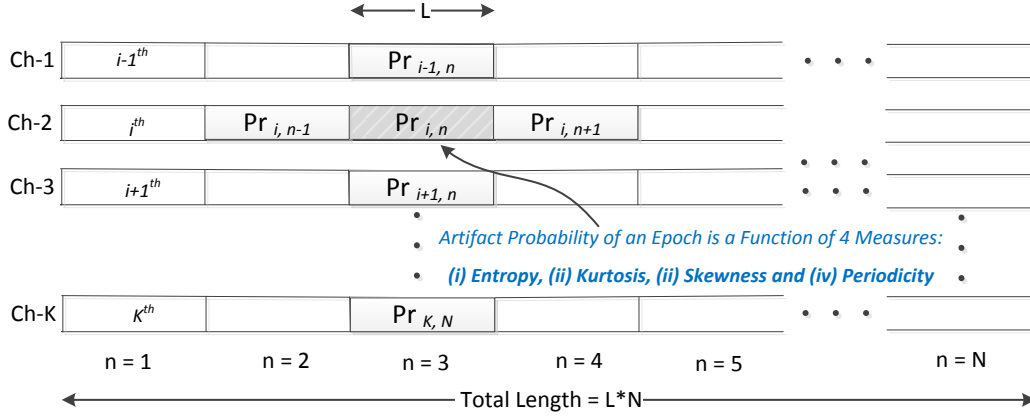 L
Ch-1 i-1th Pr i-1, n
Ch-2 ith Pr i, n-1 Pr i, n Pr i, n+1
Ch-3 i+1th Pr i+1, n
Artifact Probability of an Epoch is a Function of 4 Measures:
(i) Entropy, (ii) Kurtosis, (ii) Skewness and (iv) Periodicity
Ch-K Kth Pr K, N
n = 1 n = 2 n = 3 n = 4 n = 5 n = N
Total Length = L*N